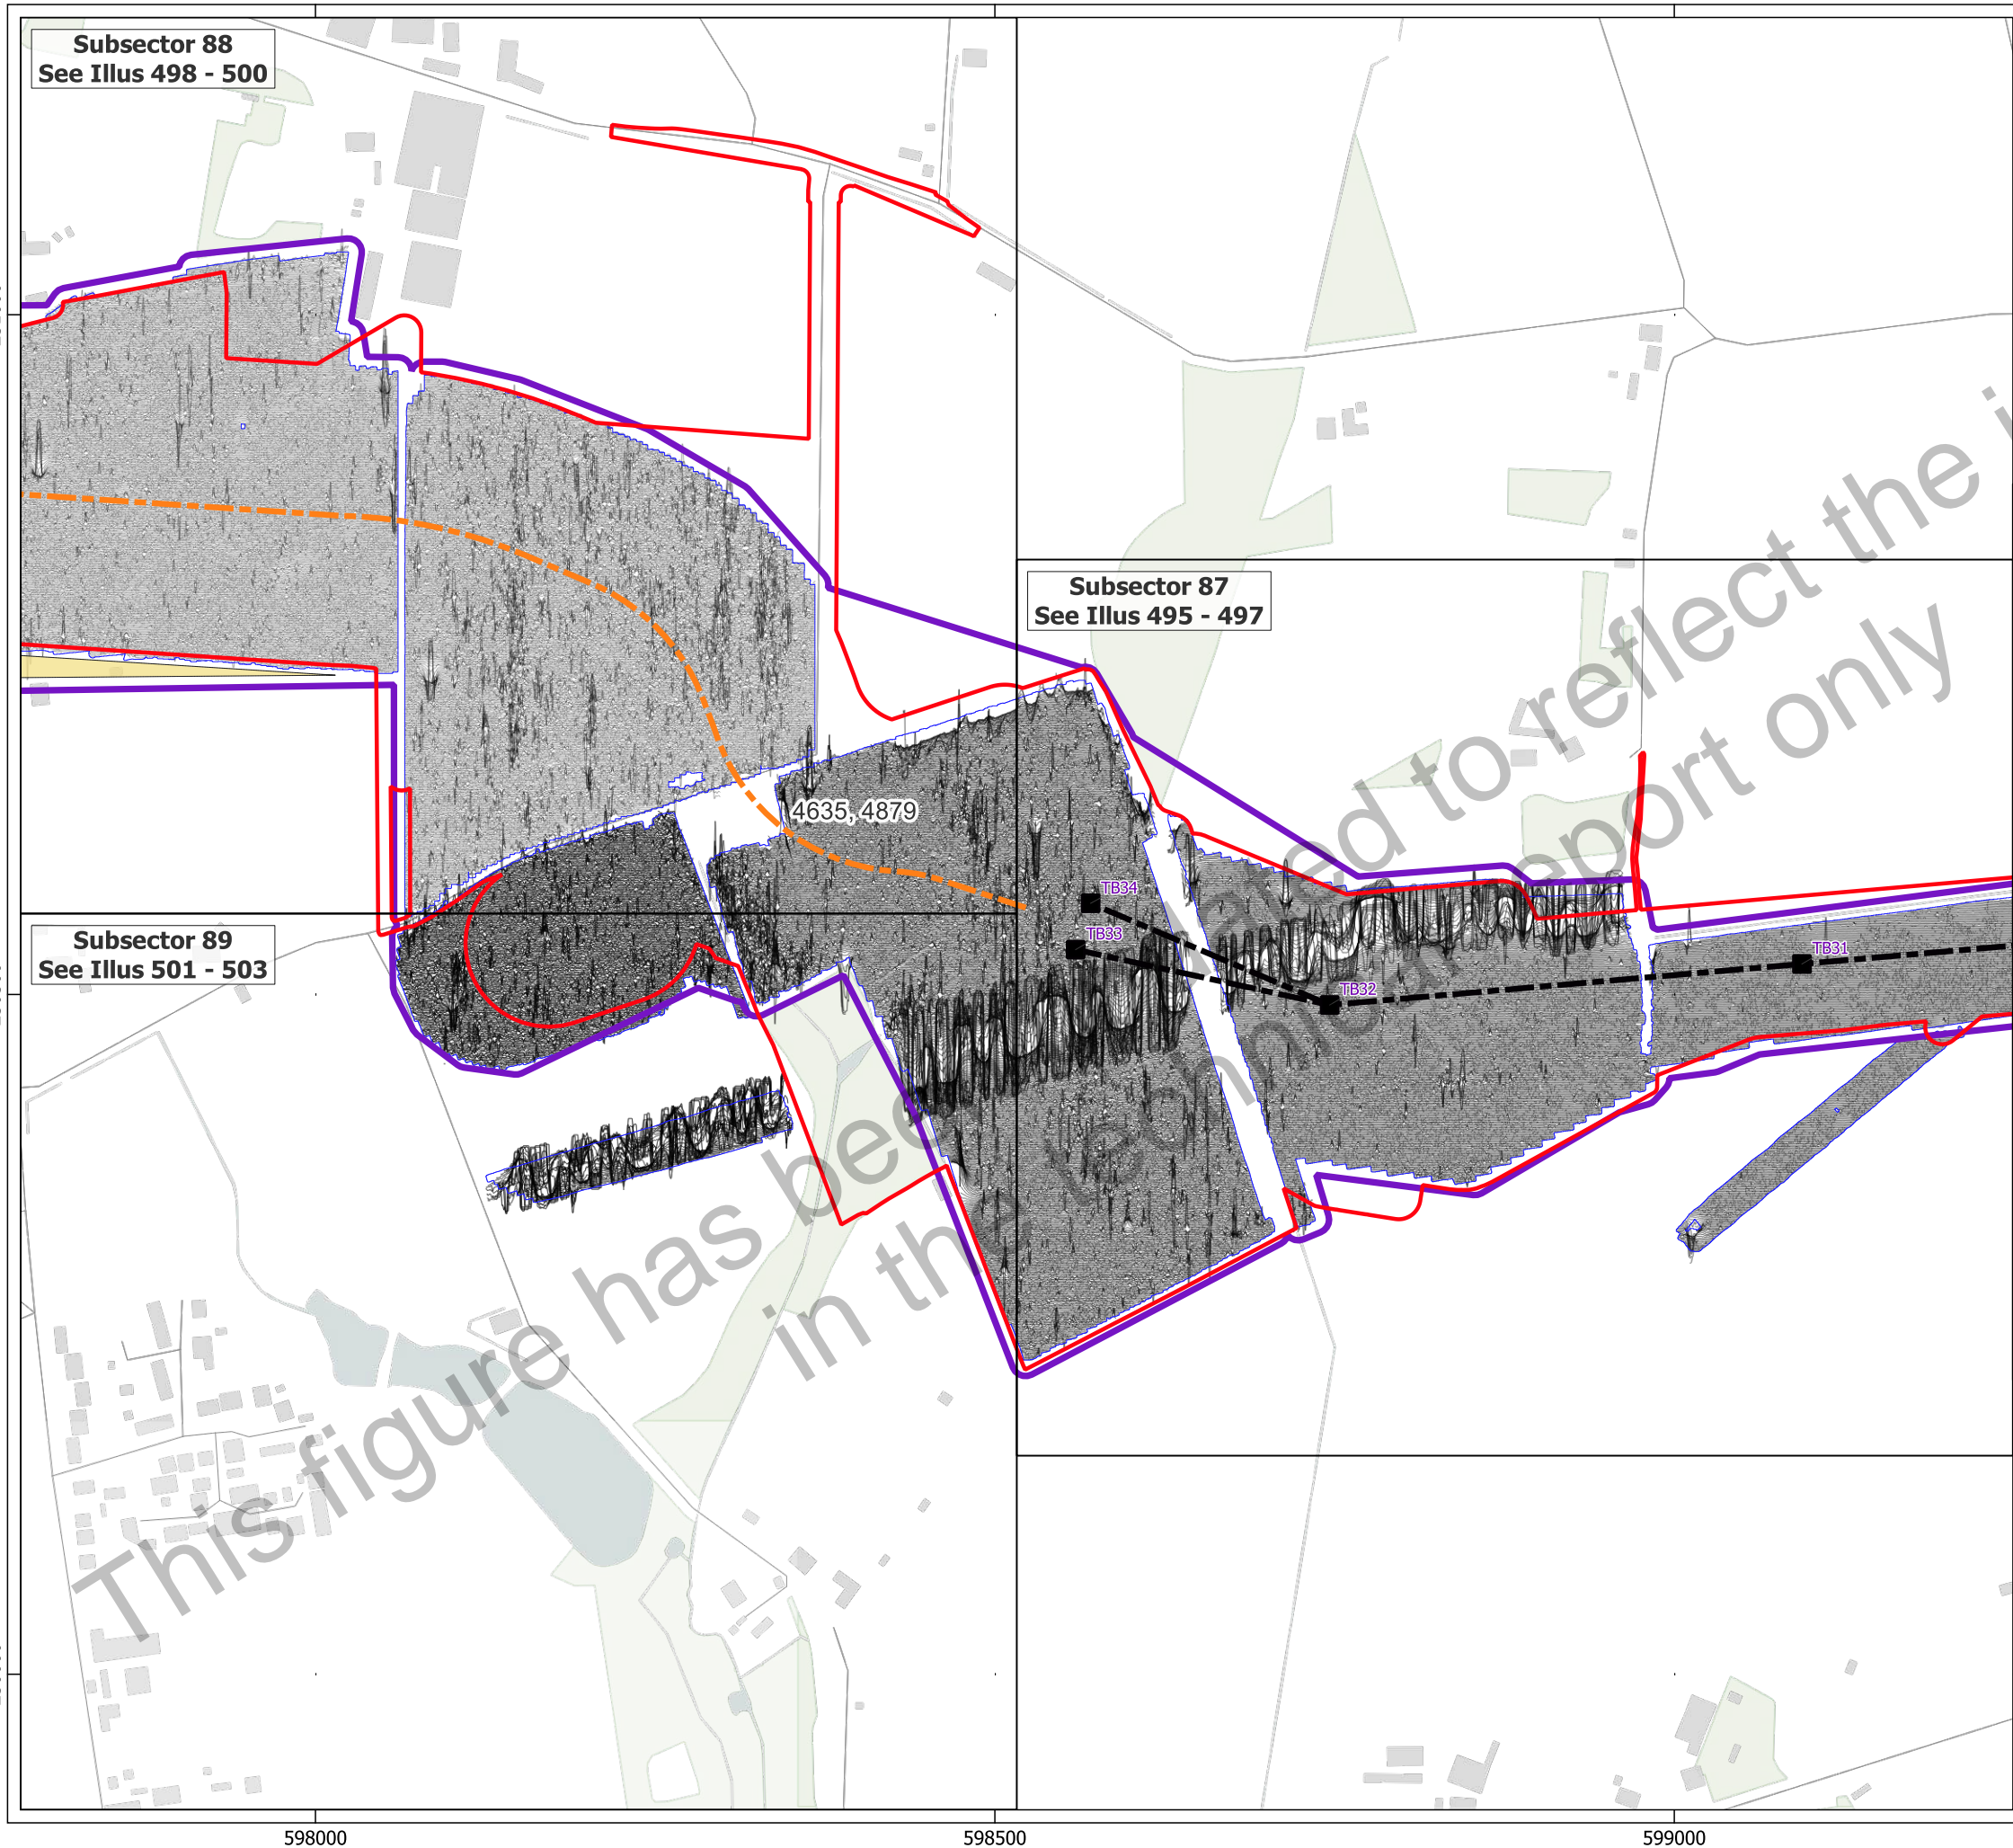 Subsector 88
See Illus 498 - 500
Subsector 87
See Illus 495 - 497
4635, 4879
TB34
TB33
TB32
TB31
Subsector 89
See Illus 501 - 503
This figure has been ated to reflect the i
in the technical report only
598000
598500
599000